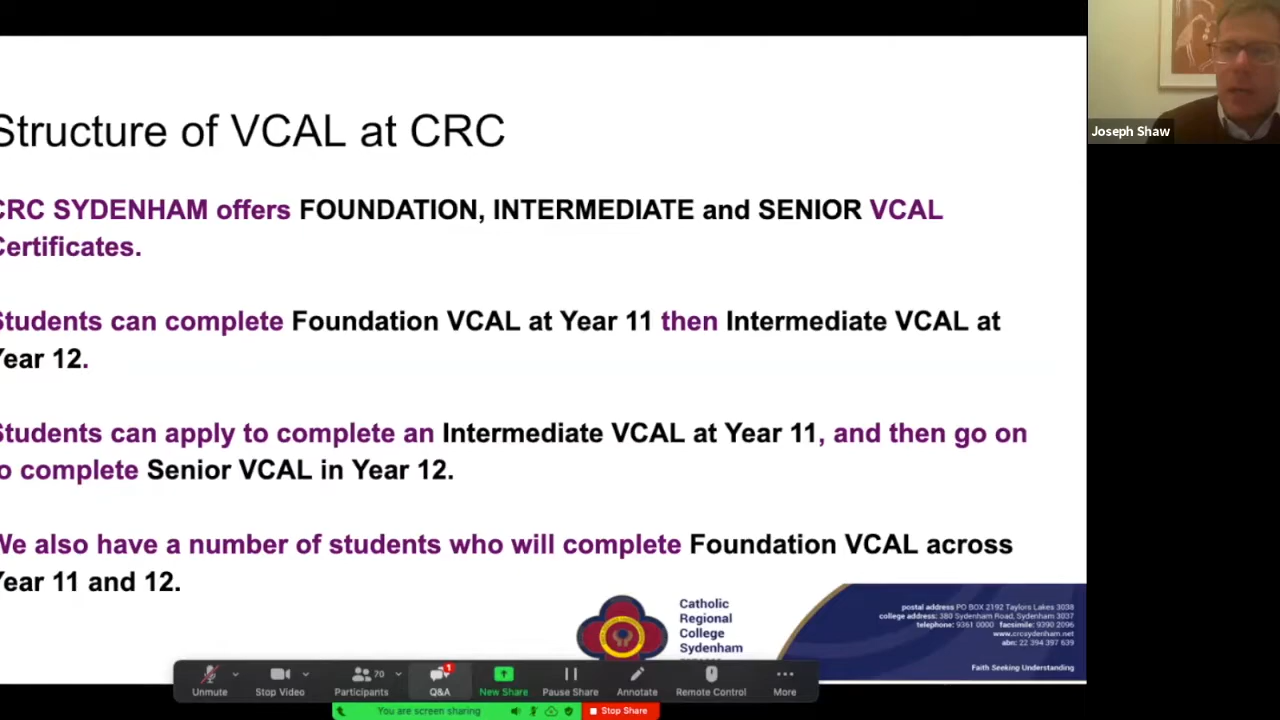 Structure of VCAL at CRC
Joseph Shaw
CRC SYDENHAM offers FOUNDATION, INTERMEDIATE and SENIOR VCAL
Certificates.
Students can complete Foundation VCAL at Year 11 then Intermediate VCAL at
Year 12.
Students can apply to complete an Intermediate VCAL at Year 11, and then go on
to complete Senior VCAL in Year 12.
We also have a number of students who will complete Foundation VCAL across
Year 11 and 12.
Catholic
Regional
College
Sydenham
postal address PO BOX 2192 Taylors Lakes 3038
college address: 380 Sydenham Road, Sydenham 3037
telephone: 9361 0000 facsimile: 9390 2096
www.crcsydenham.net
abn: 22 394 397 639
Faith Seeking Understanding
Unmute
Stop Video
Participants
70
Q&A
1
New Share
Pause Share
Annotate
Remote Control
More
You are screen sharing
Stop Share